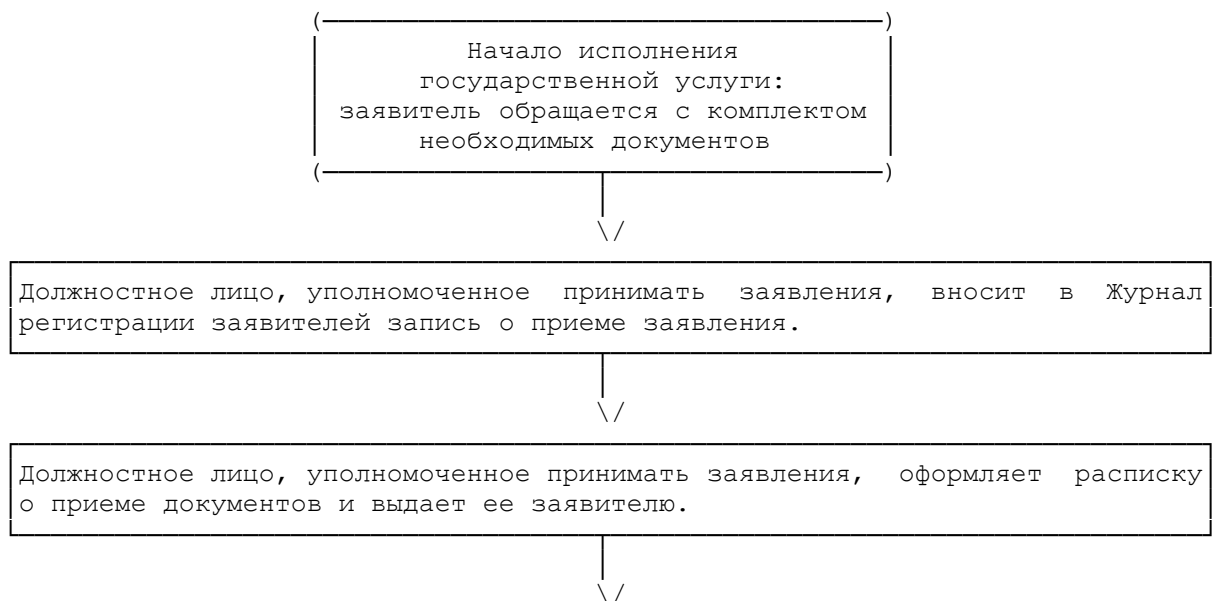 Начало исполнения
государственной услуги:
заявитель обращается с комплектом
необходимых документов
Должностное лицо, уполномоченное принимать заявления, вносит в Журнал
регистрации заявителей запись о приеме заявления.
Должностное лицо, уполномоченное принимать заявления, оформляет расписку
о приеме документов и выдает ее заявителю.